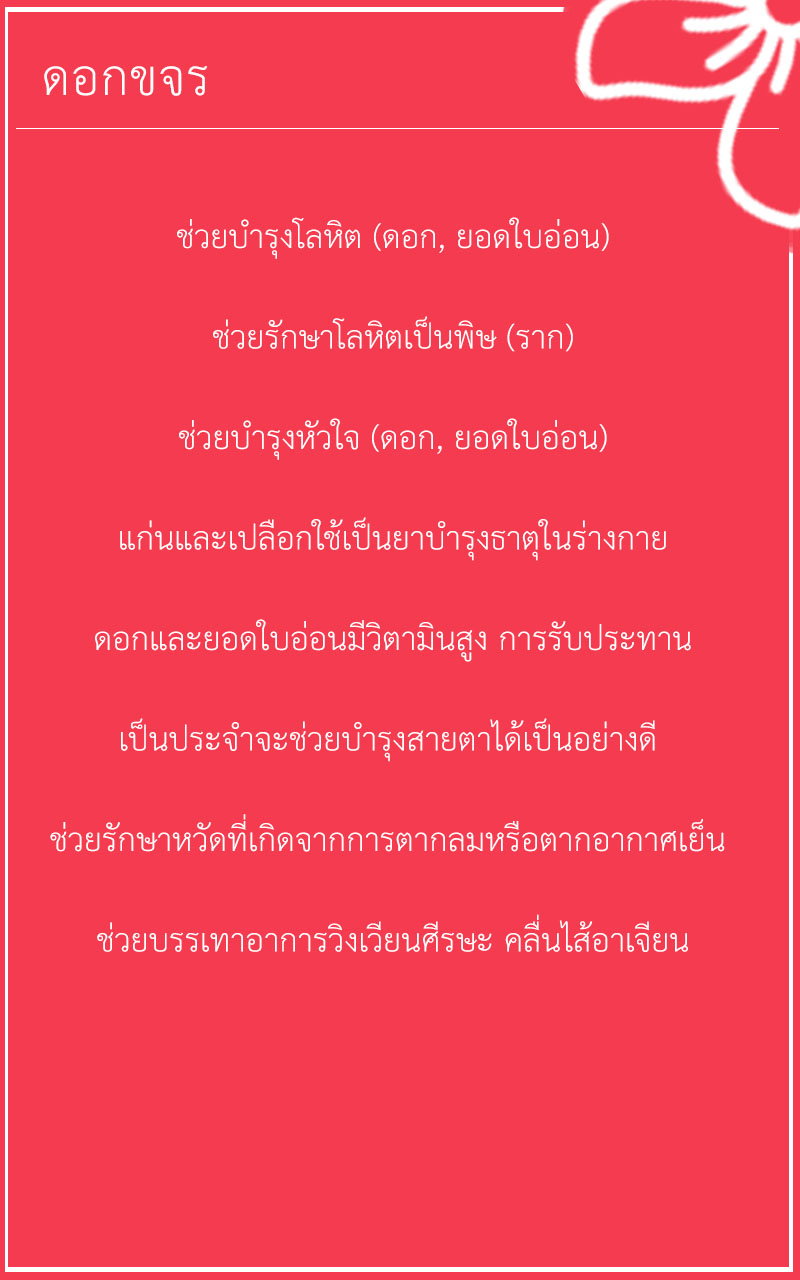 ดอกขจร
ช่วยบำรุงโลหิต (ดอก, ยอดใบอ่อน)
ช่วยรักษาโลหิตเป็นพิษ (ราก)
ช่วยบำรุงหัวใจ (ดอก, ยอดใบอ่อน)
แก่นและเปลือกใช้เป็นยาบำรุงธาตุในร่างกาย
ดอกและยอดใบอ่อนมีวิตามินสูง การรับประทาน
เป็นประจำจะช่วยบำรุงสายตาได้เป็นอย่างดี
ช่วยรักษาหวัดที่เกิดจากการตากลมหรือตากอากาศเย็น
ช่วยบรรเทาอาการวิงเวียนศีรษะ คลื่นไส้อาเจียน